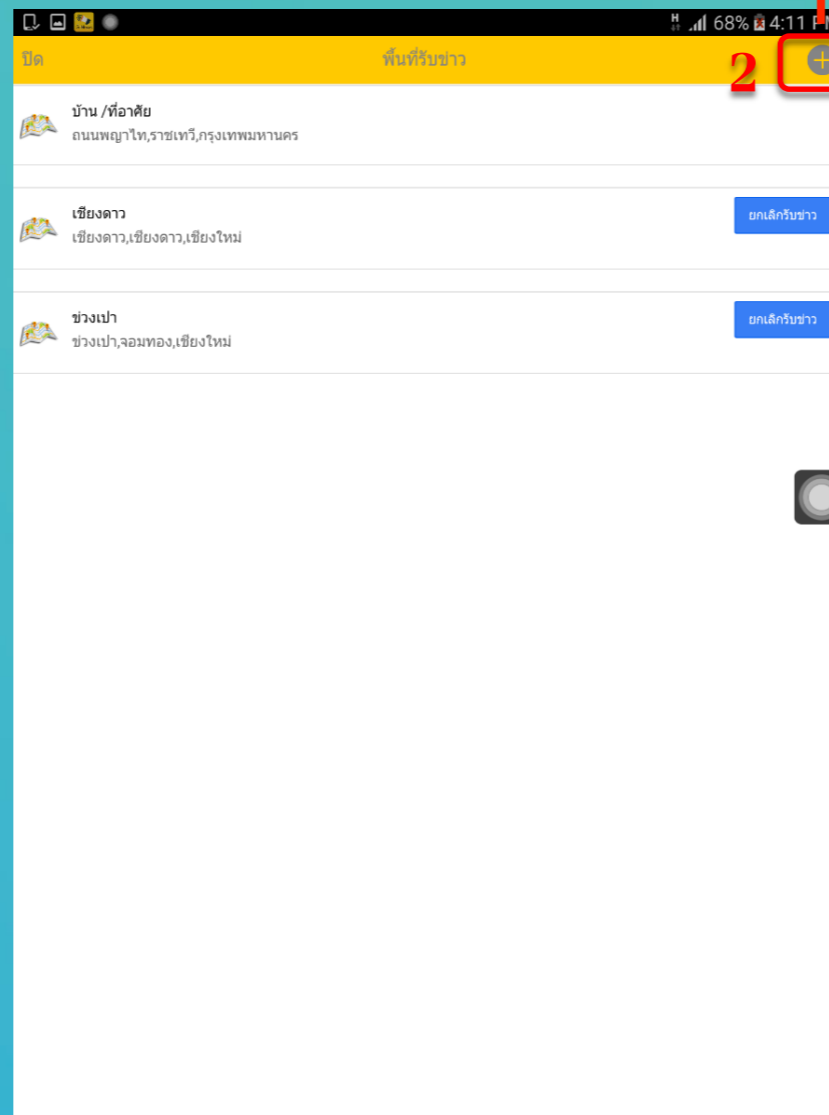 68% 4:11 PM
ปิด
พื้นที่รับข่าว
2
บ้าน /ที่อาศัย
ถนนพญาไท,ราชเทวี,กรุงเทพมหานคร
เชียงดาว
เชียงดาว,เชียงดาว,เชียงใหม่
ยกเลิกรับข่าว
ข่วงเปา
ข่วงเปา,จอมทอง,เชียงใหม่
ยกเลิกรับข่าว